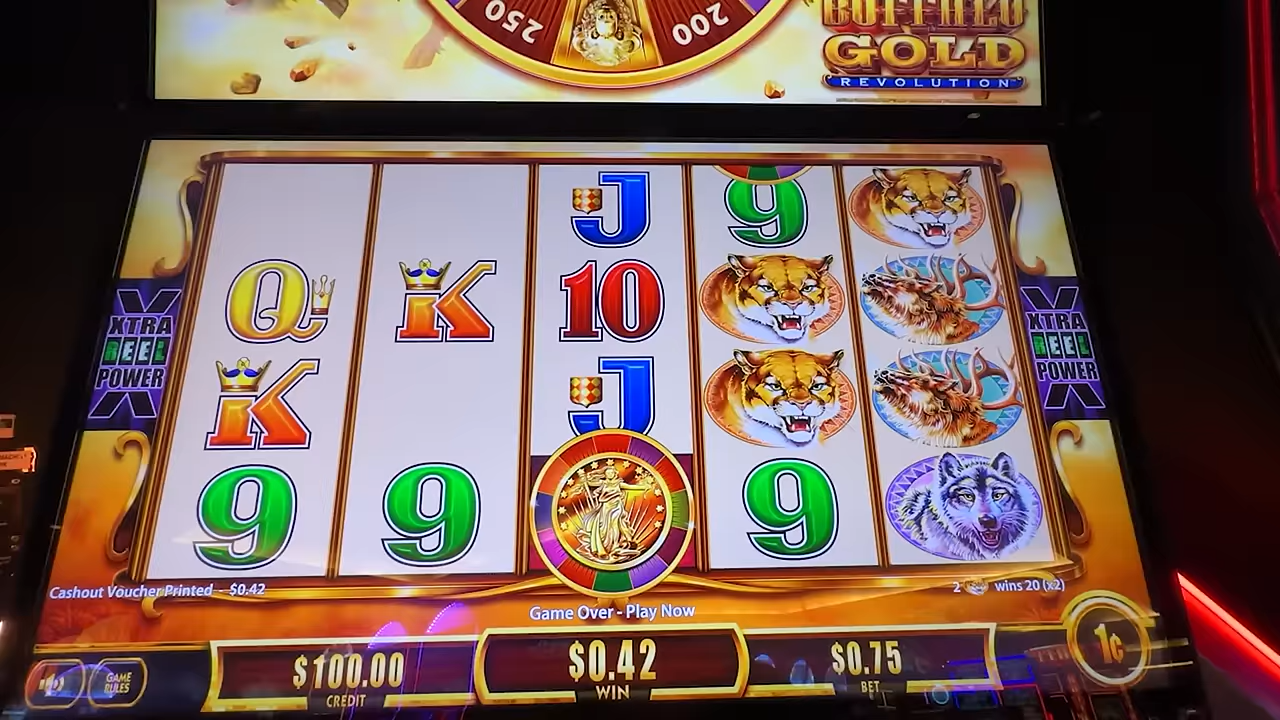 250
200
BUFFALO
GOLD
REVOLUTION
J
9
Q
K
10
XTRA
REEL
POWER
XTRA
REEL
POWER
K
J
9
9
9
Cashout Voucher Printed - $0.42
2 wins 20 (x2)
Game Over - Play Now
$100.00
CREDIT
$0.42
WIN
$0.75
BET
1¢
GAME
RULES